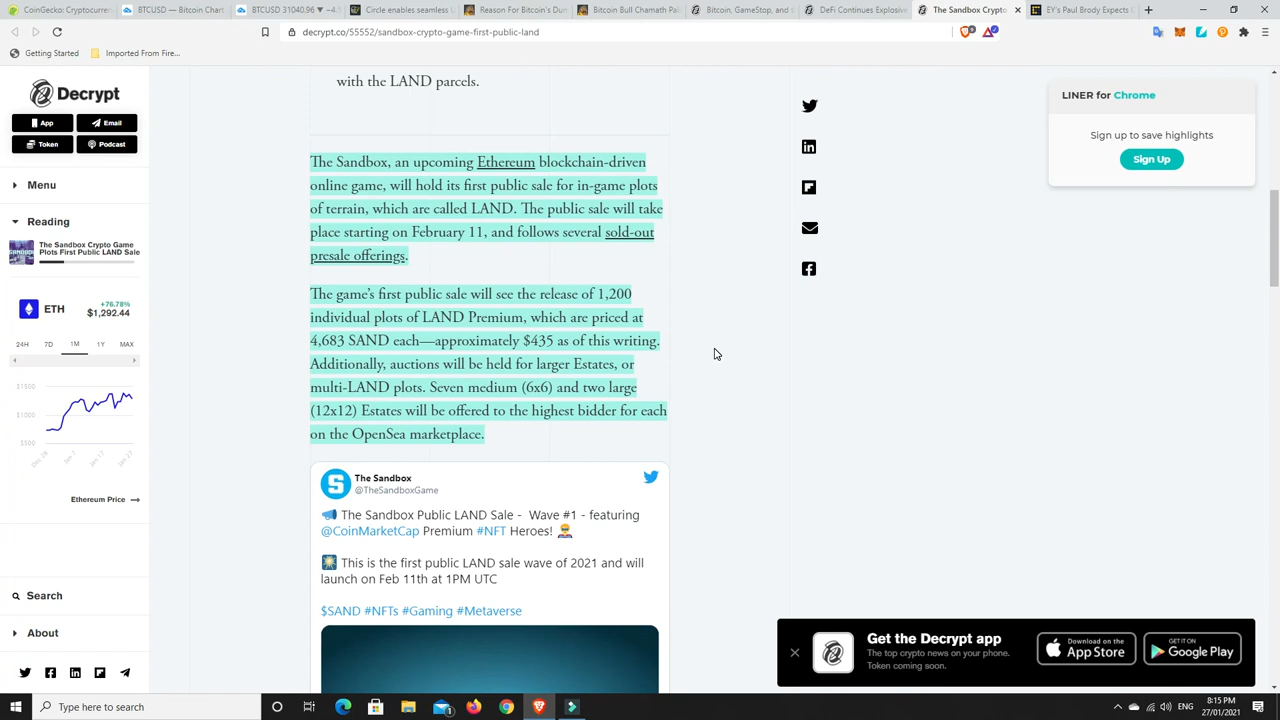 CoinGecko: Cryptocurren
BTCUSD — Bitcoin Chart
BTCUSD 31040.96 ▼ −4.
Circle enables seamless U
Reason For Bitcoin's Dum
Bitcoin Bull Chamath Pal
Bitcoin, GameStop, and t
DeFi Continues Explosive
The Sandbox Crypto
EY's Paul Brody Expects D
decrypt.co/55552/sandbox-crypto-game-first-public-land
Getting Started
Imported From Fire...
Decrypt
App
Email
Token
Podcast
Menu
Reading
The Sandbox Crypto Game
Plots First Public LAND Sale
ETH
+76.78%
$1,292.44
24H 7D 1M 1Y MAX
$1500
$1000
$500
Dec 28 Jan 7 Jan 17 Jan 27
Ethereum Price
Search
About
with the LAND parcels.
The Sandbox, an upcoming Ethereum blockchain-driven
online game, will hold its first public sale for in-game plots
of terrain, which are called LAND. The public sale will take
place starting on February 11, and follows several sold-out
presale offerings.
The game's first public sale will see the release of 1,200
individual plots of LAND Premium, which are priced at
4,683 SAND each—approximately $435 as of this writing.
Additionally, auctions will be held for larger Estates, or
multi-LAND plots. Seven medium (6x6) and two large
(12x12) Estates will be offered to the highest bidder for each
on the OpenSea marketplace.
The Sandbox
@TheSandboxGame
The Sandbox Public LAND Sale - Wave #1 - featuring
@CoinMarketCap Premium #NFT Heroes!
This is the first public LAND sale wave of 2021 and will
launch on Feb 11th at 1PM UTC
$SAND #NFTs #Gaming #Metaverse
LINER for Chrome
Sign up to save highlights
Sign Up
Get the Decrypt app
The top crypto news on your phone.
Token coming soon.
Download on the
App Store
GET IT ON
Google Play
Type here to search
ENG
8:15 PM
27/01/2021